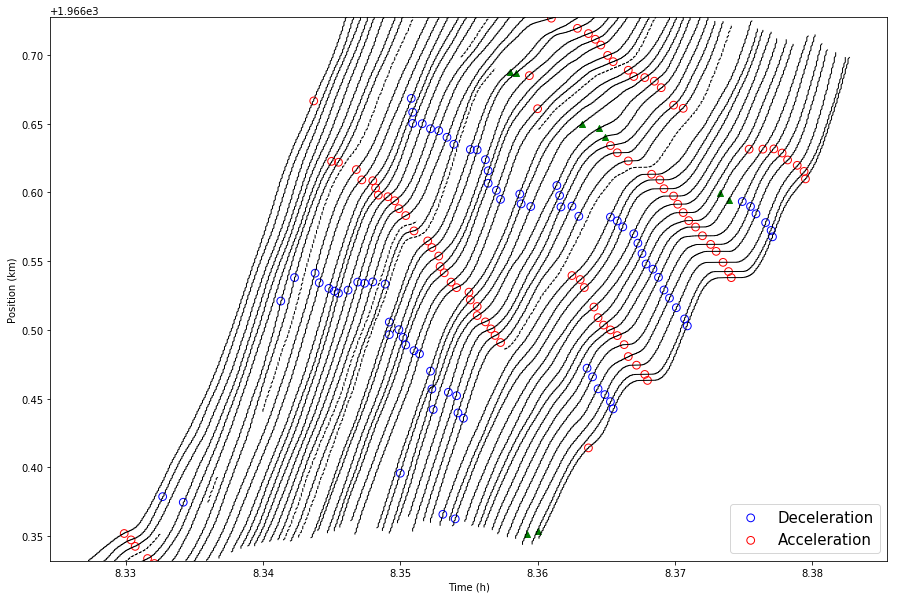 +1.966e3
0.70
0.65
0.60
0.55
0.50
0.45
0.40
0.35
Position (km)
8.33
8.34
8.35
8.36
8.37
8.38
Time (h)
Deceleration
Acceleration